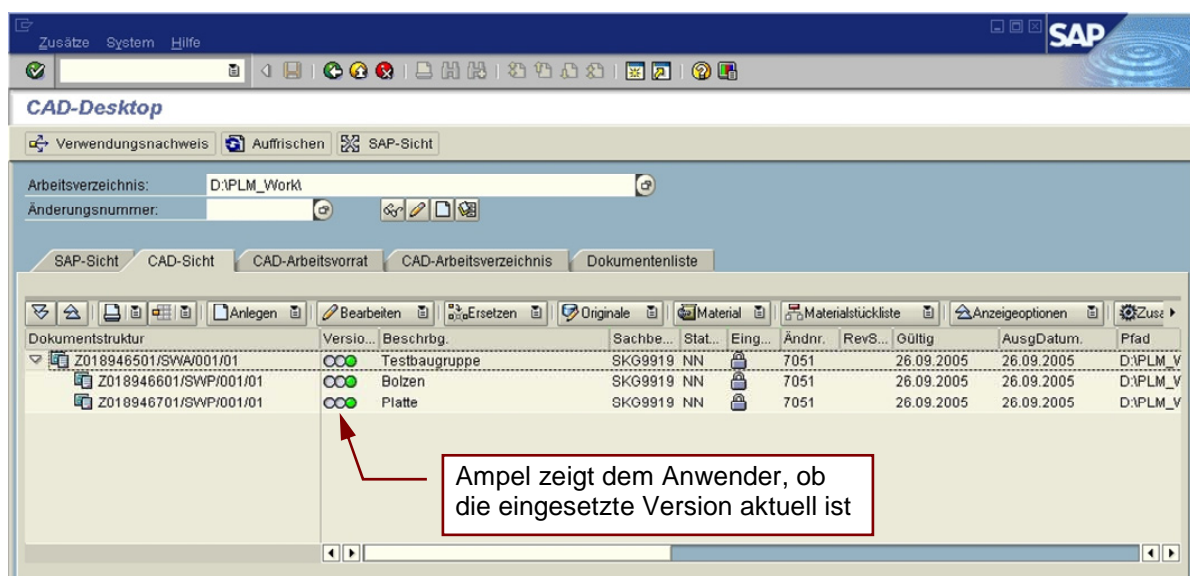 Zusätze System Hilfe
SAP
CAD-Desktop
Verwendungsnachweis Auffrischen SAP-Sicht
Arbeitsverzeichnis: D:\PLM_Work\
Änderungsnummer:
SAP-Sicht CAD-Sicht CAD-Arbeitsvorrat CAD-Arbeitsverzeichnis Dokumentenliste
Anlegen Bearbeiten Ersetzen Originale Material Materialstückliste Anzeigeoptionen Zusa
Dokumentstruktur Versio... Beschrbg. Sachbe... Stat... Eing... Ändnr. RevS... Gültig AusgDatum. Pfad
Z018946501/SWA/001/01 Testbaugruppe SKG9919 NN 7051 26.09.2005 26.09.2005 D:\PLM_W
Z018946601/SWP/001/01 Bolzen SKG9919 NN 7051 26.09.2005 26.09.2005 D:\PLM_W
Z018946701/SWP/001/01 Platte SKG9919 NN 7051 26.09.2005 26.09.2005 D:\PLM_W
Ampel zeigt dem Anwender, ob
die eingesetzte Version aktuell ist